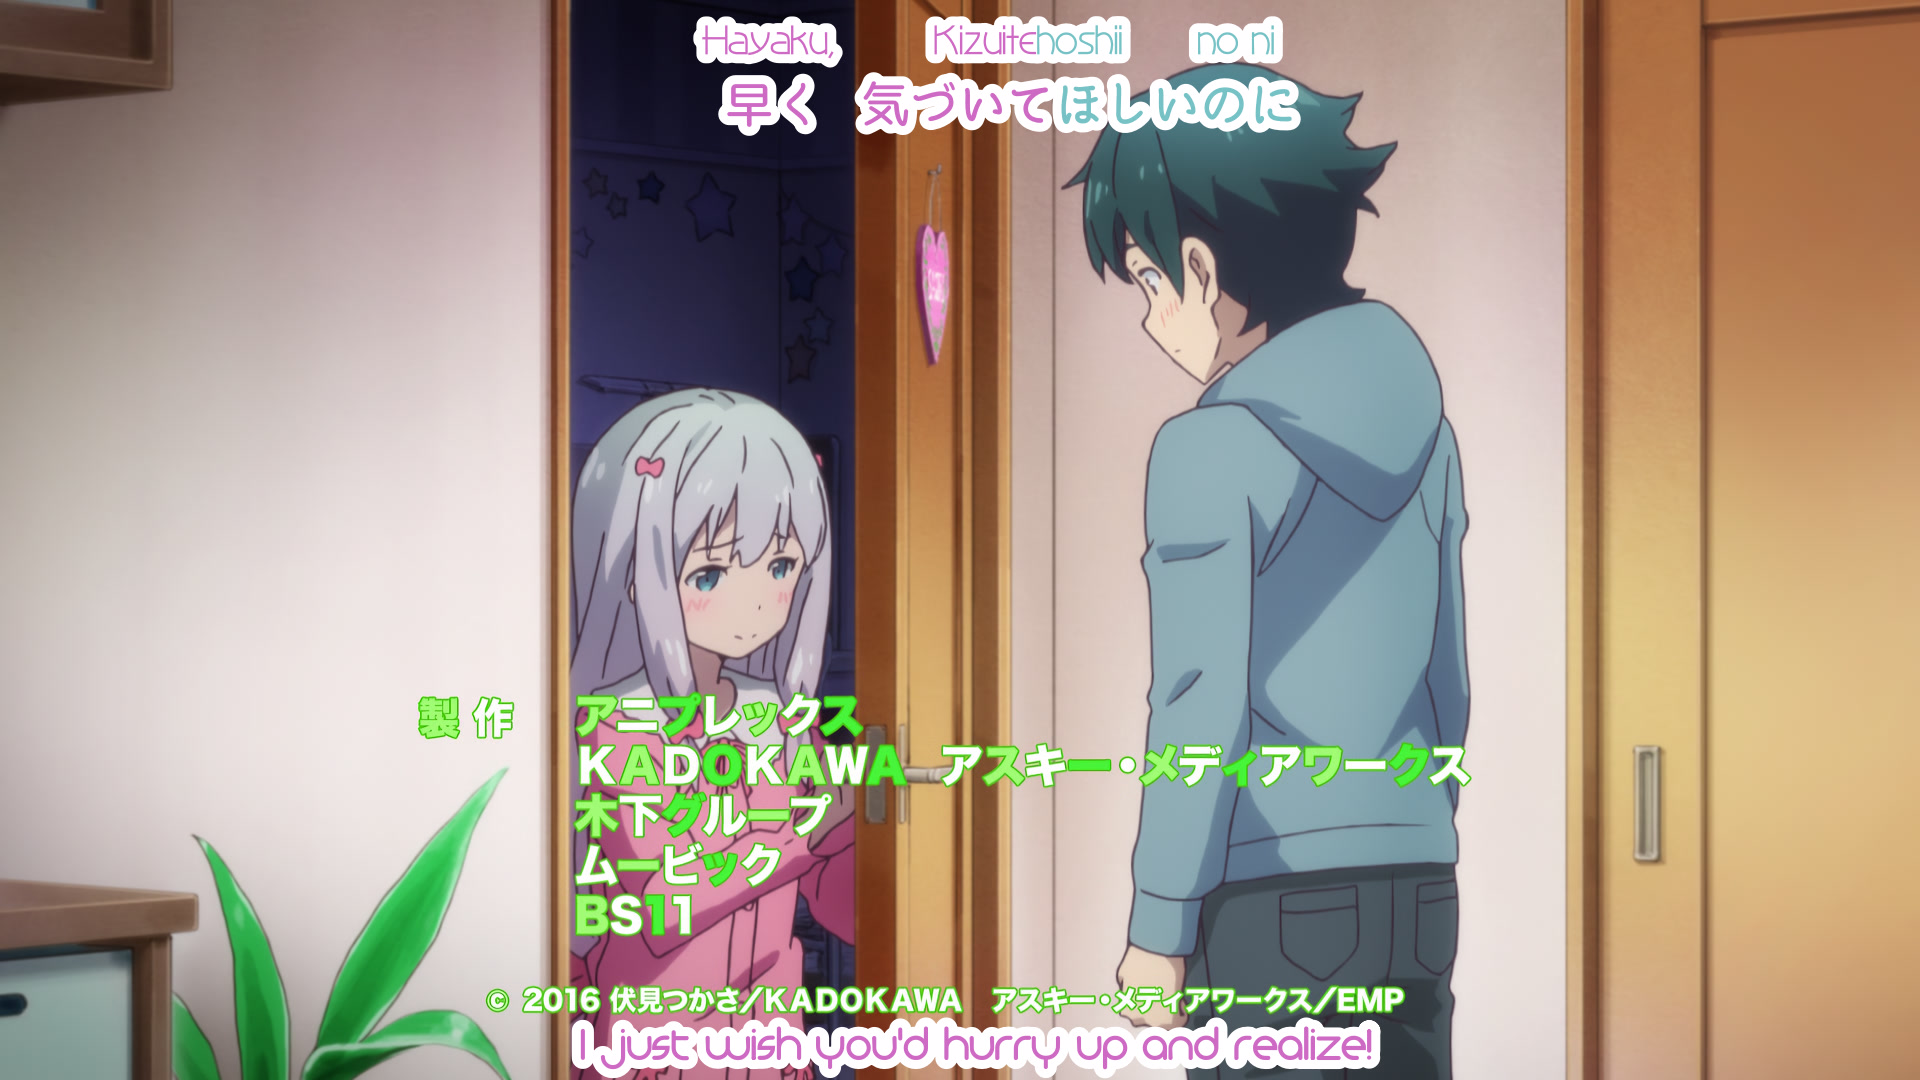 Hayaku, Kizuitehoshii no ni
早く 気づいてほしいのに
製作 アニプレックス
KADOKAWA アスキー・メディアワークス
木下グループ
ムービック
BS11
© 2016 伏見つかさ／KADOKAWA アスキー・メディアワークス／EMP
I just wish you'd hurry up and realize!